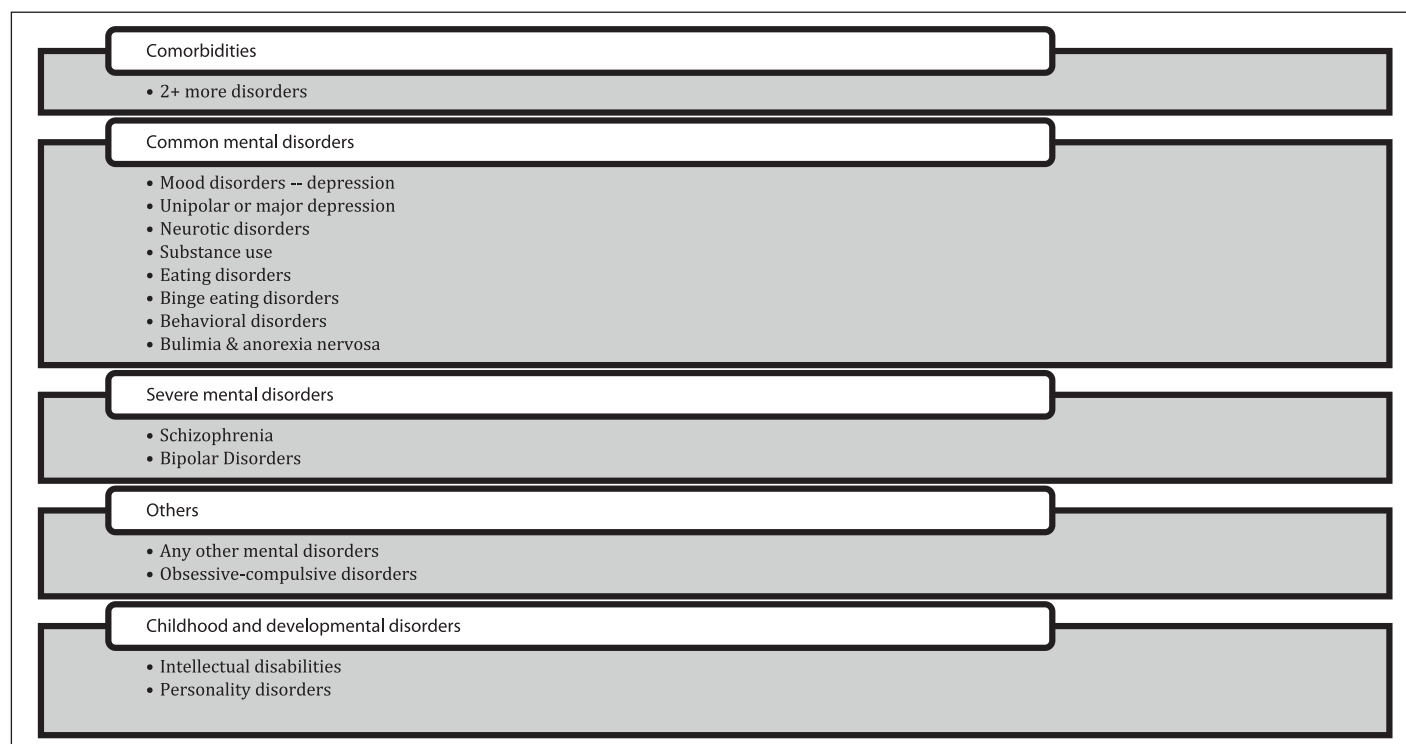 Comorbidities
• 2+ more disorders
Common mental disorders
• Mood disorders -- depression
• Unipolar or major depression
• Neurotic disorders
• Substance use
• Eating disorders
• Binge eating disorders
• Behavioral disorders
• Bulimia & anorexia nervosa
Severe mental disorders
• Schizophrenia
• Bipolar Disorders
Others
• Any other mental disorders
• Obsessive-compulsive disorders
Childhood and developmental disorders
• Intellectual disabilities
• Personality disorders